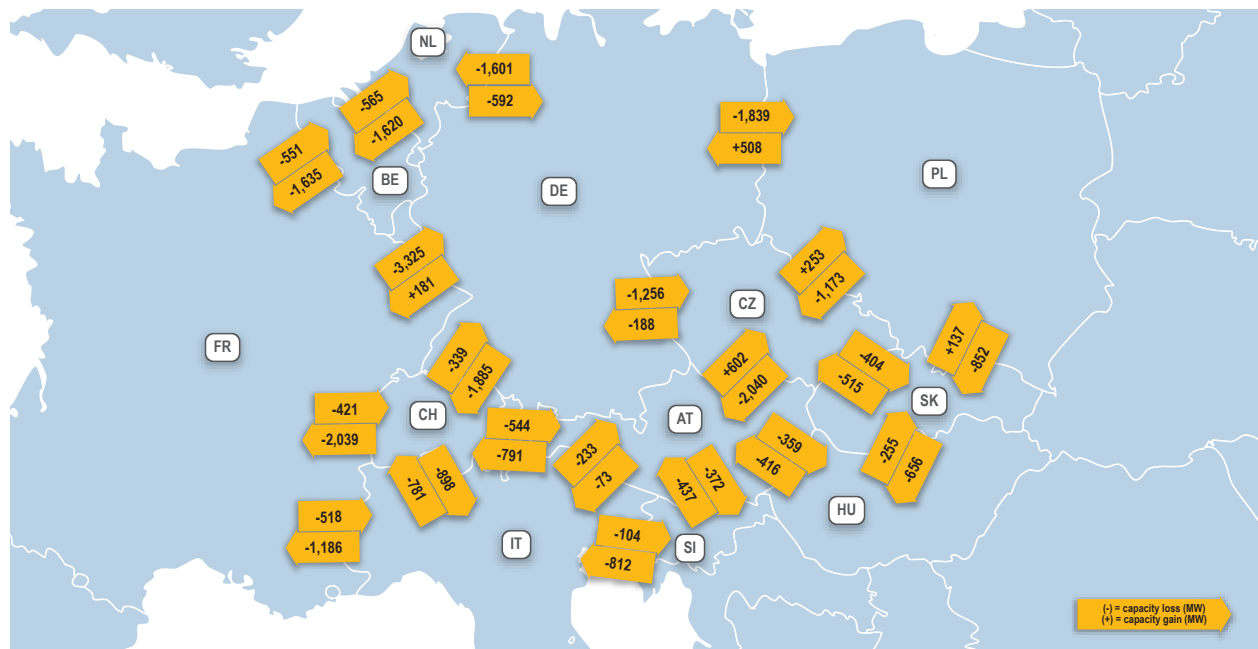 NL
-1,601
-592
-565
-1,620
-551
-1,635
BE
DE
-1,839
+508
PL
-3,325
+181
+253
-1,173
-1,256
-188
CZ
FR
-339
-1,885
+602
-2,040
-404
-515
+137
-852
SK
-421
-2,039
CH
-544
-791
AT
-233
-73
-359
-416
-255
-656
-781
-898
-437
-372
HU
-518
-1,186
IT
-104
-812
SI
(-) = capacity loss (MW)
(+) = capacity gain (MW)